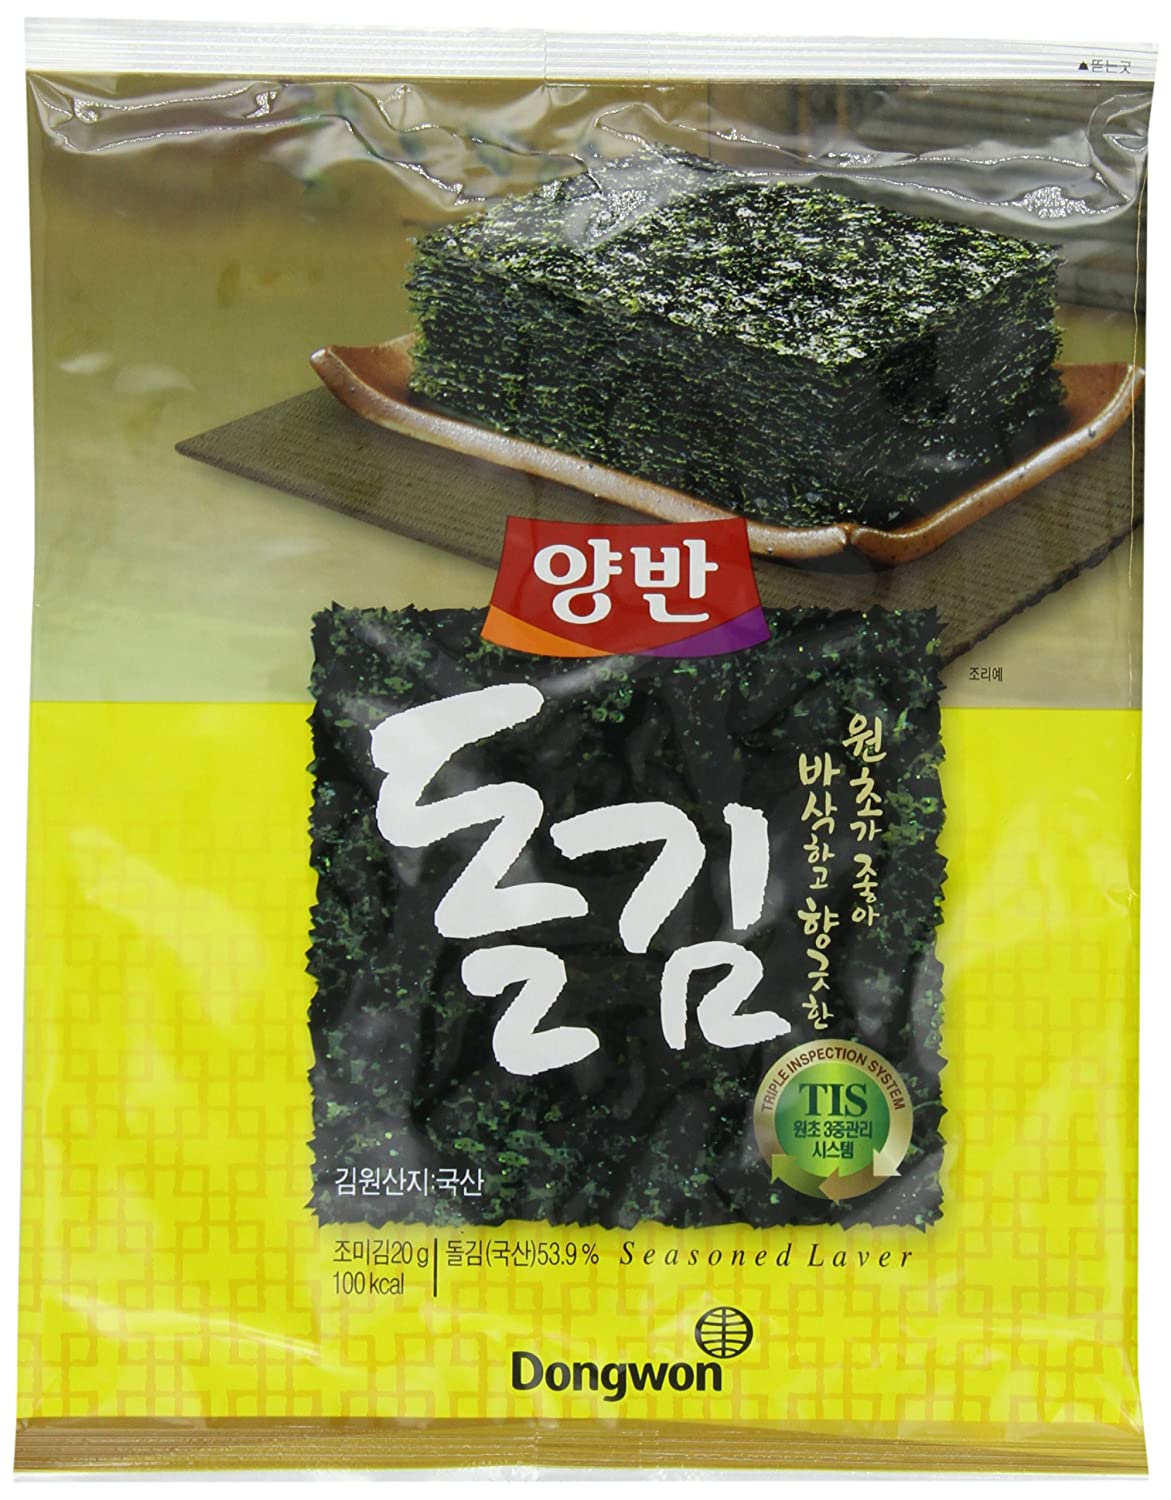 ▲뜯는곳
양반
조리예
돌김
원초가 좋아
바삭하고 향긋한
TRIPLE INSPECTION SYSTEM
TIS
원초 3중관리
시스템
김원산지:국산
조미김20g
100kcal
돌김(국산)53.9% Seasoned Laver
Dongwon